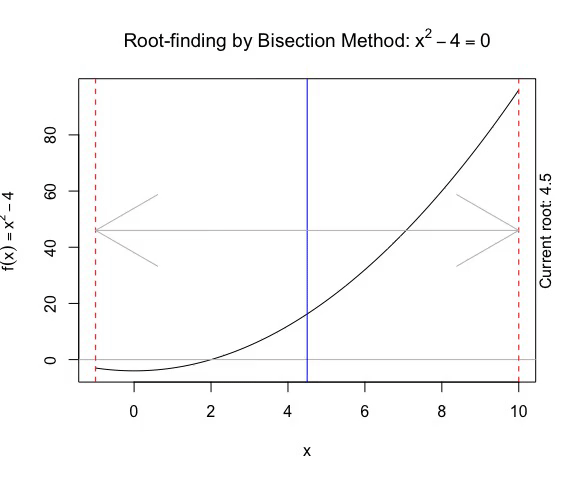 Root-finding by Bisection Method: x² − 4 = 0
f(x) = x² − 4
80
60
40
20
0
Current root: 4.5
0 2 4 6 8 10
x